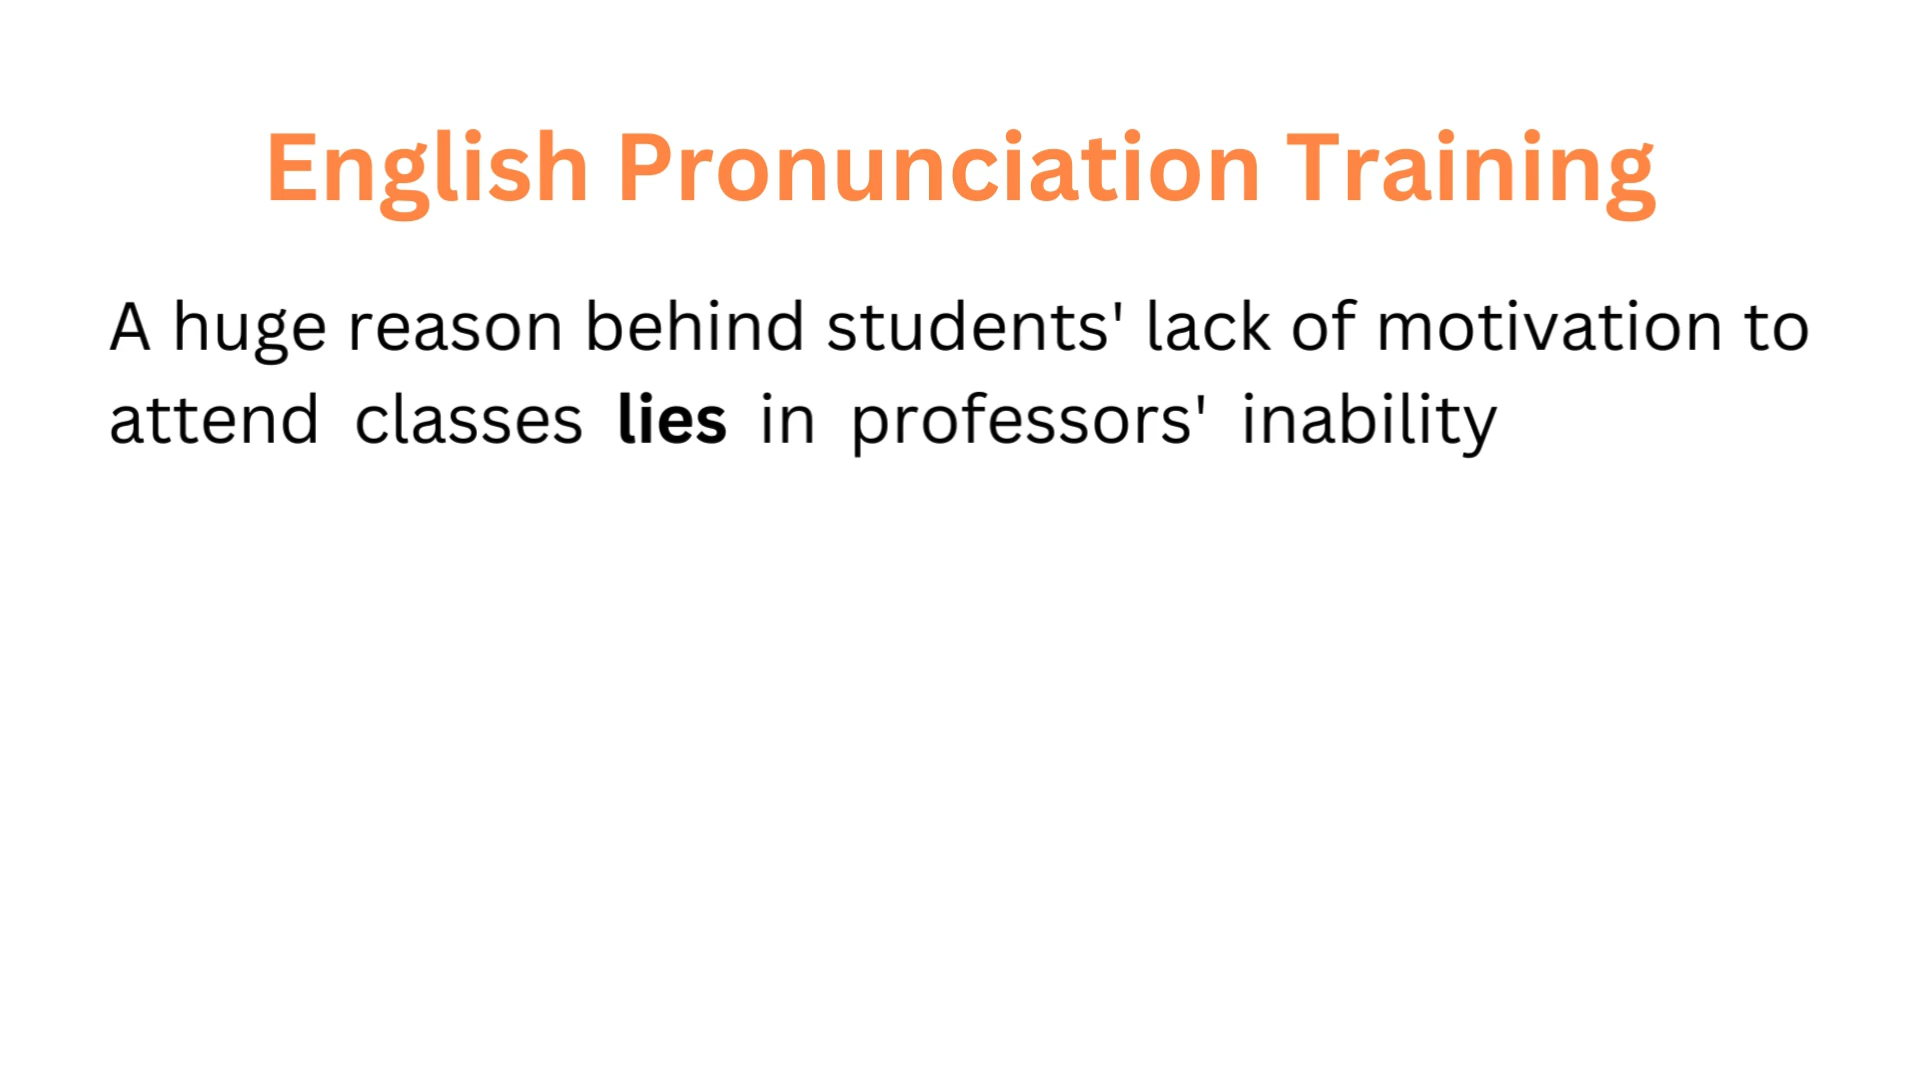 English Pronunciation Training
A huge reason behind students' lack of motivation to
attend classes lies in professors' inability